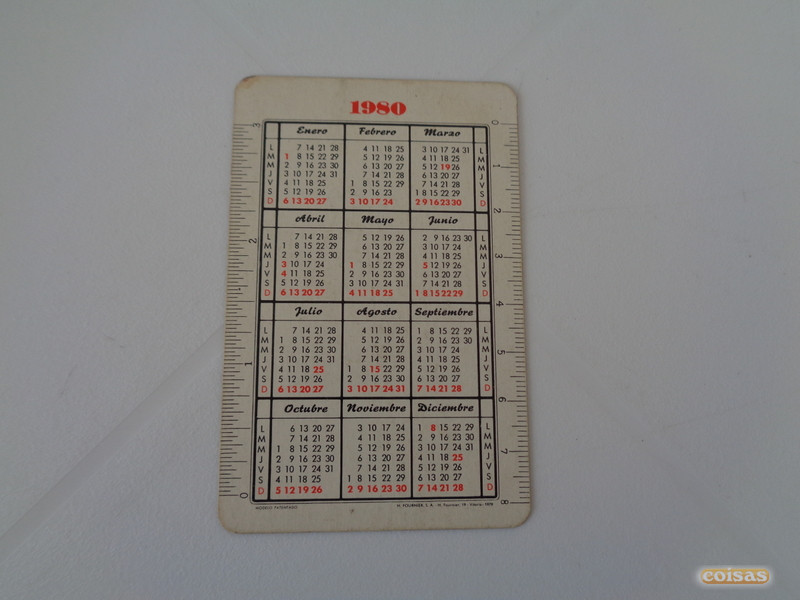 1980
Enero Febrero Marzo
L 7 14 21 28 4 11 18 25 3 10 17 24 31 L
M 1 8 15 22 29 5 12 19 26 4 11 18 25 M
M 2 9 16 23 30 6 13 20 27 5 12 19 26 M
J 3 10 17 24 31 7 14 21 28 6 13 20 27 J
V 4 11 18 25 1 8 15 22 29 7 14 21 28 V
S 5 12 19 26 2 9 16 23 1 8 15 22 29 S
D 6 13 20 27 3 10 17 24 2 9 16 23 30 D
Abril Mayo Junio
L 7 14 21 28 5 12 19 26 2 9 16 23 30 L
M 1 8 15 22 29 6 13 20 27 3 10 17 24 M
M 2 9 16 23 30 7 14 21 28 4 11 18 25 M
J 3 10 17 24 1 8 15 22 29 5 12 19 26 J
V 4 11 18 25 2 9 16 23 30 6 13 20 27 V
S 5 12 19 26 3 10 17 24 31 7 14 21 28 S
D 6 13 20 27 4 11 18 25 1 8 15 22 29 D
Julio Agosto Septiembre
L 7 14 21 28 4 11 18 25 1 8 15 22 29 L
M 1 8 15 22 29 5 12 19 26 2 9 16 23 30 M
M 2 9 16 23 30 6 13 20 27 3 10 17 24 M
J 3 10 17 24 31 7 14 21 28 4 11 18 25 J
V 4 11 18 25 1 8 15 22 29 5 12 19 26 V
S 5 12 19 26 2 9 16 23 30 6 13 20 27 S
D 6 13 20 27 3 10 17 24 31 7 14 21 28 D
Octubre Noviembre Diciembre
L 6 13 20 27 3 10 17 24 1 8 15 22 29 L
M 7 14 21 28 4 11 18 25 2 9 16 23 30 M
M 1 8 15 22 29 5 12 19 26 3 10 17 24 31 M
J 2 9 16 23 30 6 13 20 27 4 11 18 25 J
V 3 10 17 24 31 7 14 21 28 5 12 19 26 V
S 4 11 18 25 1 8 15 22 29 6 13 20 27 S
D 5 12 19 26 2 9 16 23 30 7 14 21 28 D
3 2 1 0
0 1 2 3 4 5 6 7 8
MODELO PATENTADO
H. FOURNIER, S. A.
coisas